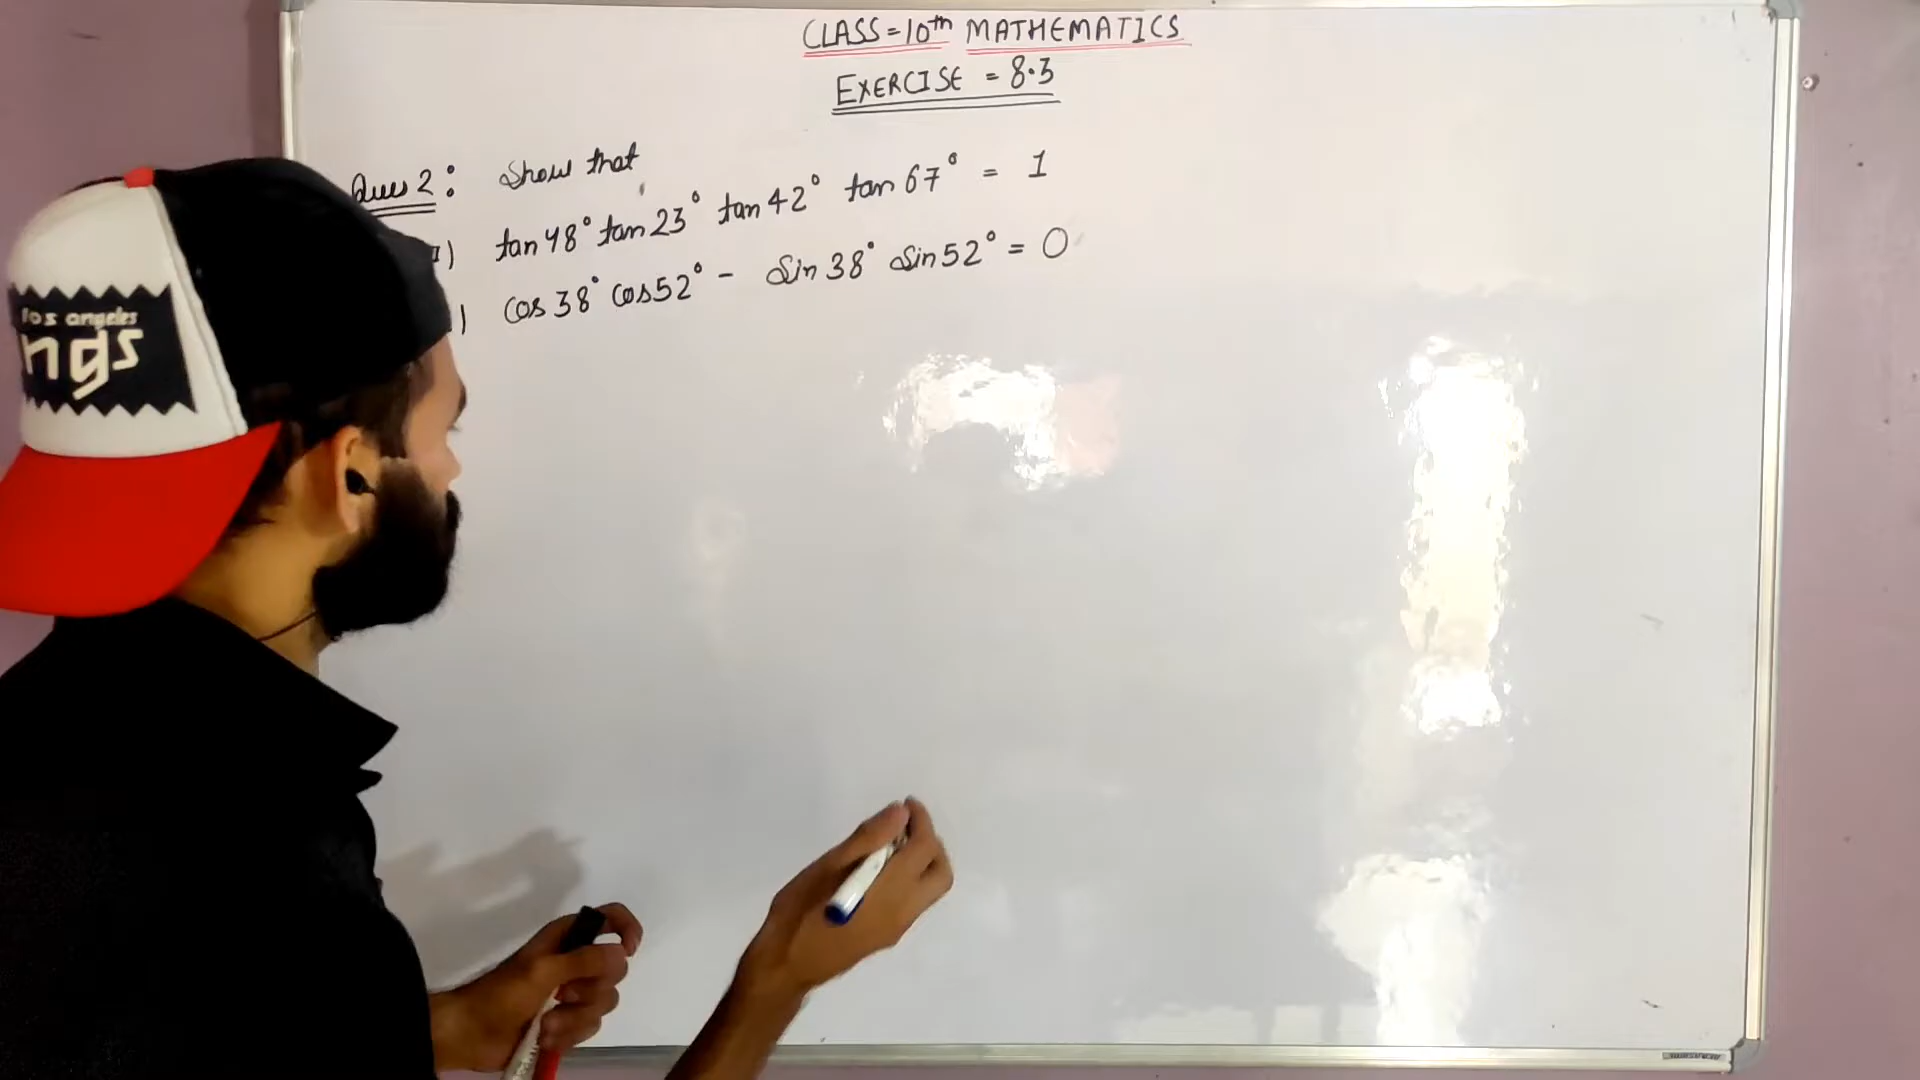 CLASS = 10th MATHEMATICS
EXERCISE = 8.3
Ques 2: Show that
I) tan 48° tan 23° tan 42° tan 67° = 1
) cos 38° cos 52° - Sin 38° Sin 52° = 0
los angeles
ngs